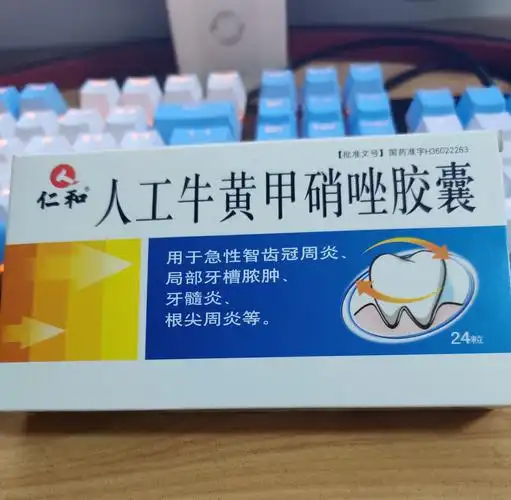 【批准文号】国药准字H36022263
仁和®
人工牛黄甲硝唑胶囊
用于急性智齿冠周炎、
局部牙槽脓肿、
牙髓炎、
根尖周炎等。
24粒